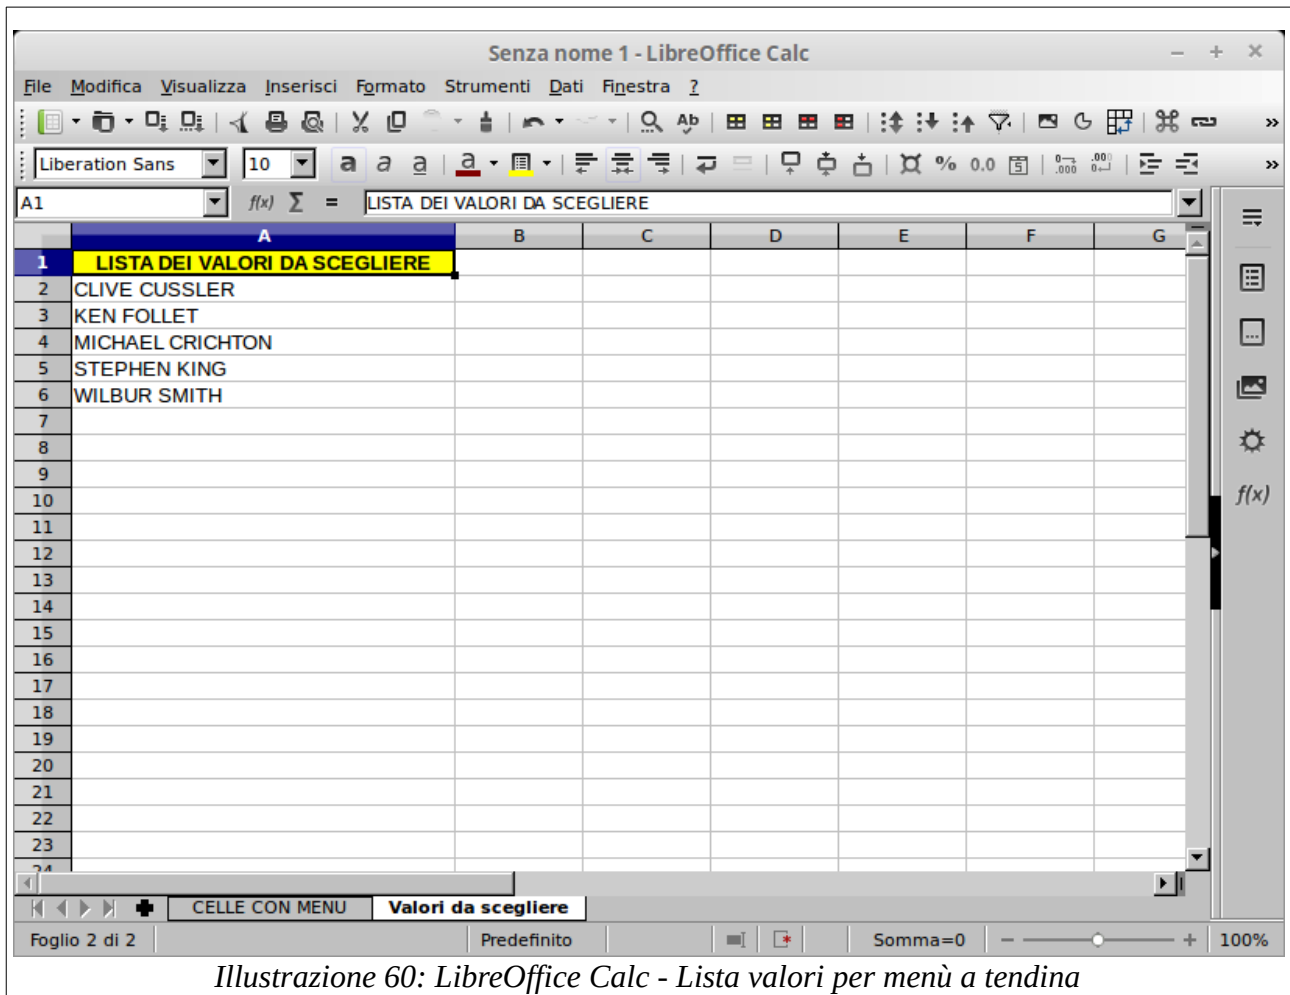 Senza nome 1 - LibreOffice Calc
File Modifica Visualizza Inserisci Formato Strumenti Dati Finestra ?
Liberation Sans 10 a a a a % 0.0
A1 f(x) Σ = LISTA DEI VALORI DA SCEGLIERE
A B C D E F G
1 LISTA DEI VALORI DA SCEGLIERE
2 CLIVE CUSSLER
3 KEN FOLLET
4 MICHAEL CRICHTON
5 STEPHEN KING
6 WILBUR SMITH
7
8
9
10 f(x)
11
12
13
14
15
16
17
18
19
20
21
22
23
24
CELLE CON MENU Valori da scegliere
Foglio 2 di 2 Predefinito Somma=0 100%
Illustrazione 60: LibreOffice Calc - Lista valori per menù a tendina